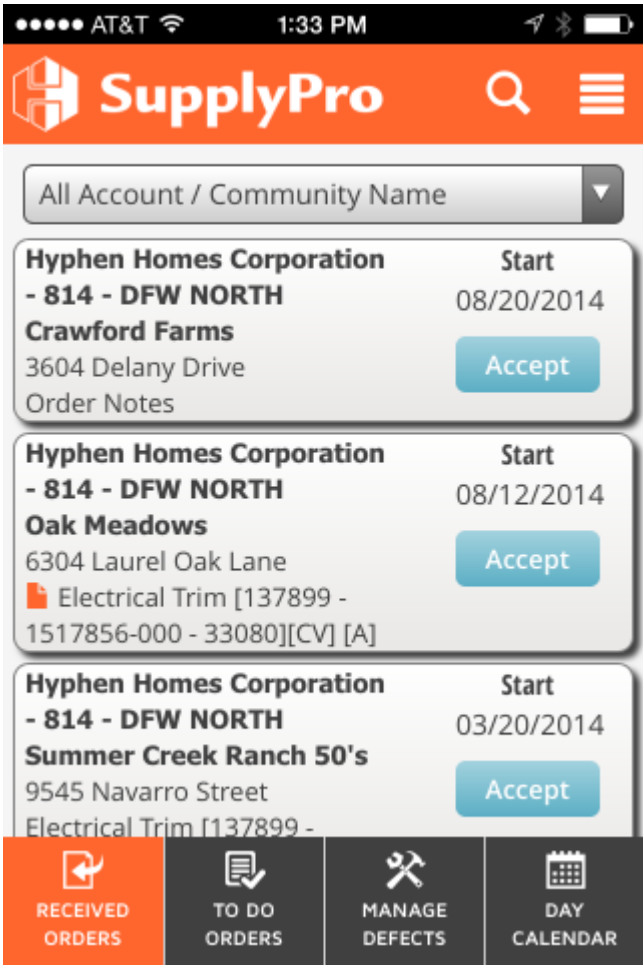 AT&T 1:33 PM
SupplyPro
All Account / Community Name
Hyphen Homes Corporation
- 814 - DFW NORTH
Crawford Farms
3604 Delany Drive
Order Notes
Start
08/20/2014
Accept
Hyphen Homes Corporation
- 814 - DFW NORTH
Oak Meadows
6304 Laurel Oak Lane
Electrical Trim [137899 -
1517856-000 - 33080][CV] [A]
Start
08/12/2014
Accept
Hyphen Homes Corporation
- 814 - DFW NORTH
Summer Creek Ranch 50's
9545 Navarro Street
Electrical Trim [137899 -
Start
03/20/2014
Accept
RECEIVED
ORDERS
TO DO
ORDERS
MANAGE
DEFECTS
DAY
CALENDAR